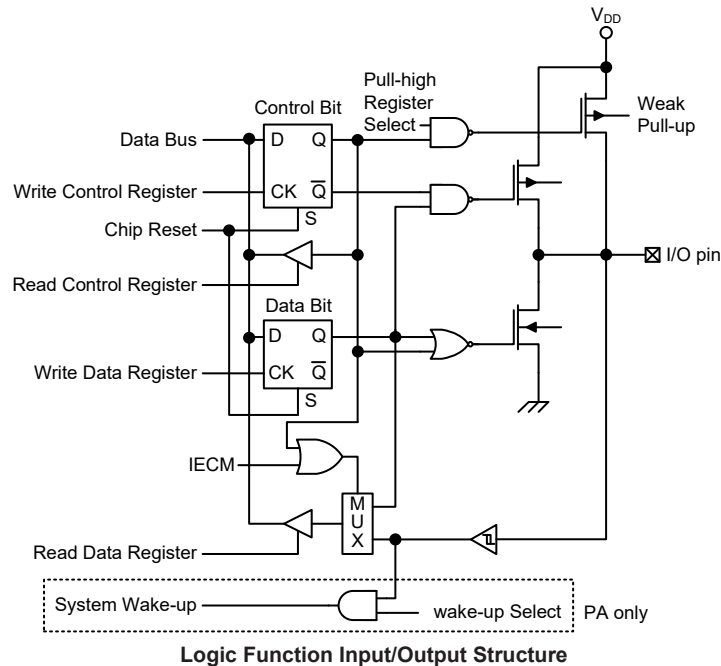 V_DD
Pull-high
Register
Select
Weak
Pull-up
Control Bit
Data Bus
D Q
Write Control Register
CK Q̅
S
Chip Reset
I/O pin
Read Control Register
Data Bit
D Q
Write Data Register
CK Q̅
S
IECM
M
U
X
Read Data Register
System Wake-up
wake-up Select
PA only
Logic Function Input/Output Structure